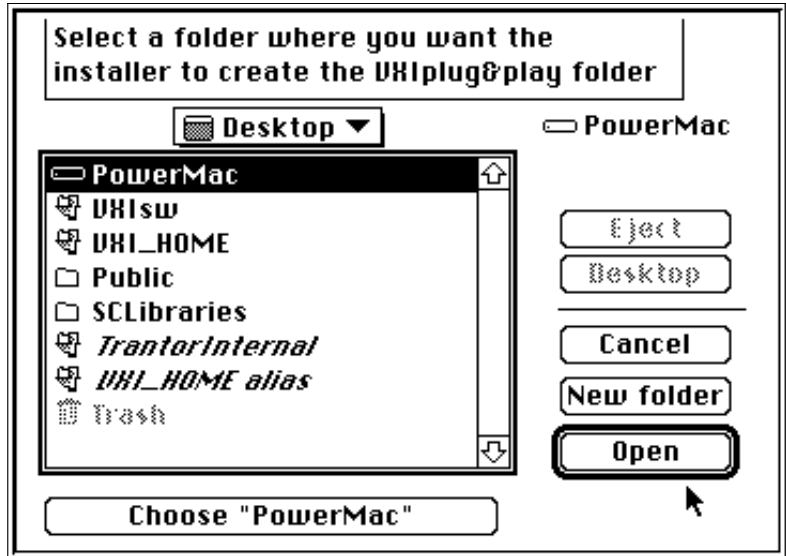 Select a folder where you want the
installer to create the VXIplug&play folder
Desktop
PowerMac
PowerMac
VXIsw
VXI_HOME
Public
SCLibraries
TrantorInternal
VXI_HOME alias
Trash
Eject
Desktop
Cancel
New folder
Open
Choose "PowerMac"